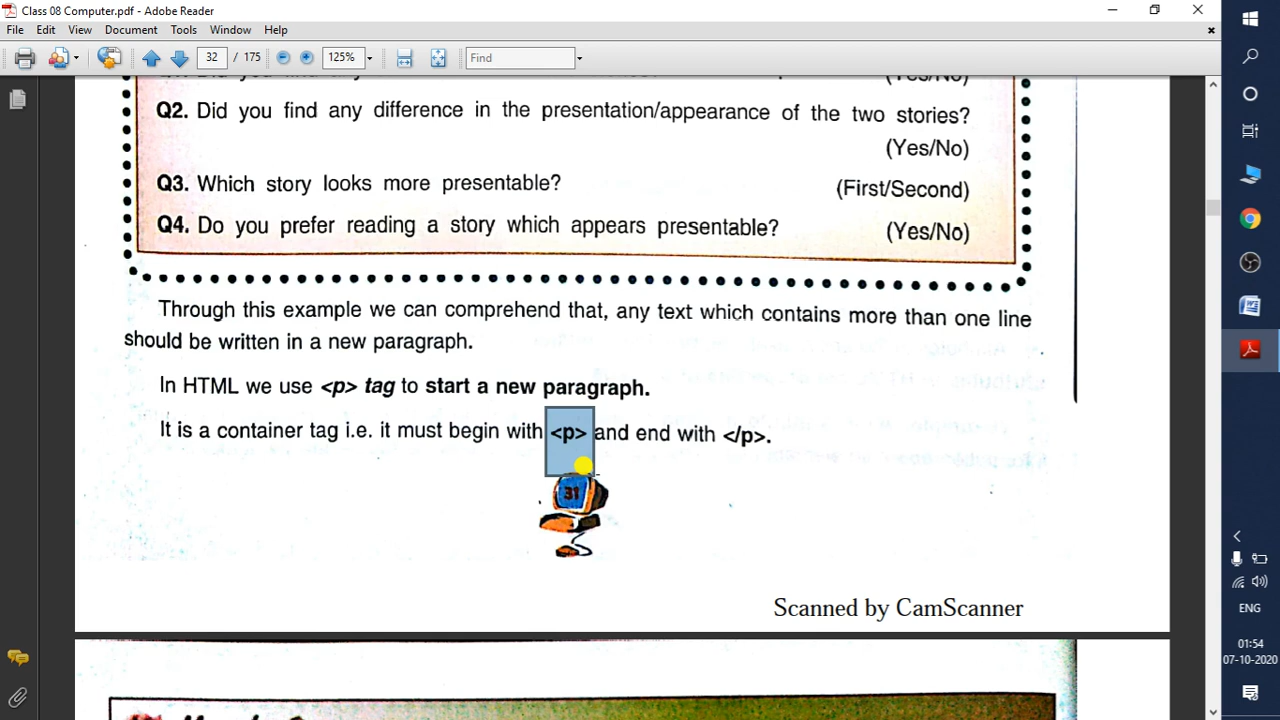 Class 08 Computer.pdf - Adobe Reader
File Edit View Document Tools Window Help
32 / 175 125% Find
(Yes/No)
Q2. Did you find any difference in the presentation/appearance of the two stories?
(Yes/No)
Q3. Which story looks more presentable? (First/Second)
Q4. Do you prefer reading a story which appears presentable? (Yes/No)
Through this example we can comprehend that, any text which contains more than one line
should be written in a new paragraph.
In HTML we use <p> tag to start a new paragraph.
It is a container tag i.e. it must begin with <p> and end with </p>.
31
Scanned by CamScanner
ENG
01:54
07-10-2020